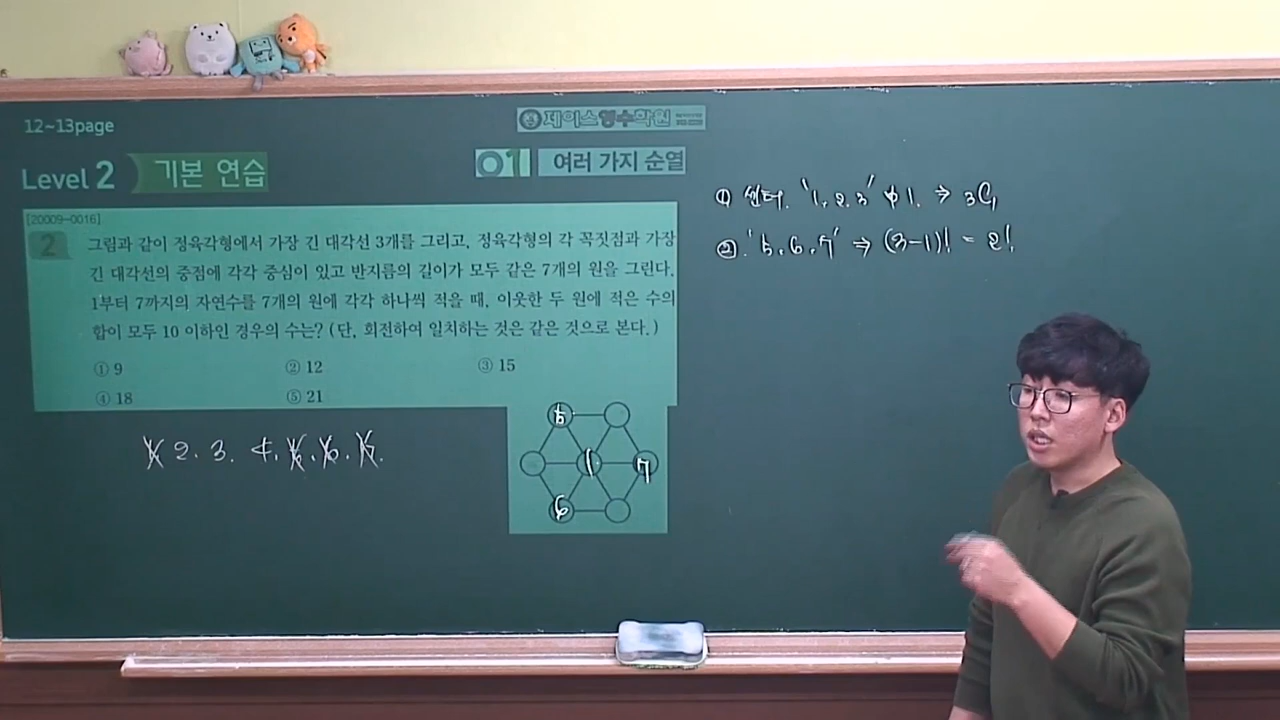 12~13page
제이스영수학원
Level 2 기본 연습
01 여러 가지 순열
[20009-0016]
2 그림과 같이 정육각형에서 가장 긴 대각선 3개를 그리고, 정육각형의 각 꼭짓점과 가장
긴 대각선의 중점에 각각 중심이 있고 반지름의 길이가 모두 같은 7개의 원을 그린다.
1부터 7까지의 자연수를 7개의 원에 각각 하나씩 적을 때, 이웃한 두 원에 적은 수의
합이 모두 10 이하인 경우의 수는? (단, 회전하여 일치하는 것은 같은 것으로 본다.)
① 9 ② 12 ③ 15
④ 18 ⑤ 21
1 2. 3. 4. 5. 6. 7.
5
1 7
6
① 센터. '1, 2, 3' 中 1. ⇒ 3C1
② '5, 6, 7' ⇒ (3-1)! = 2!